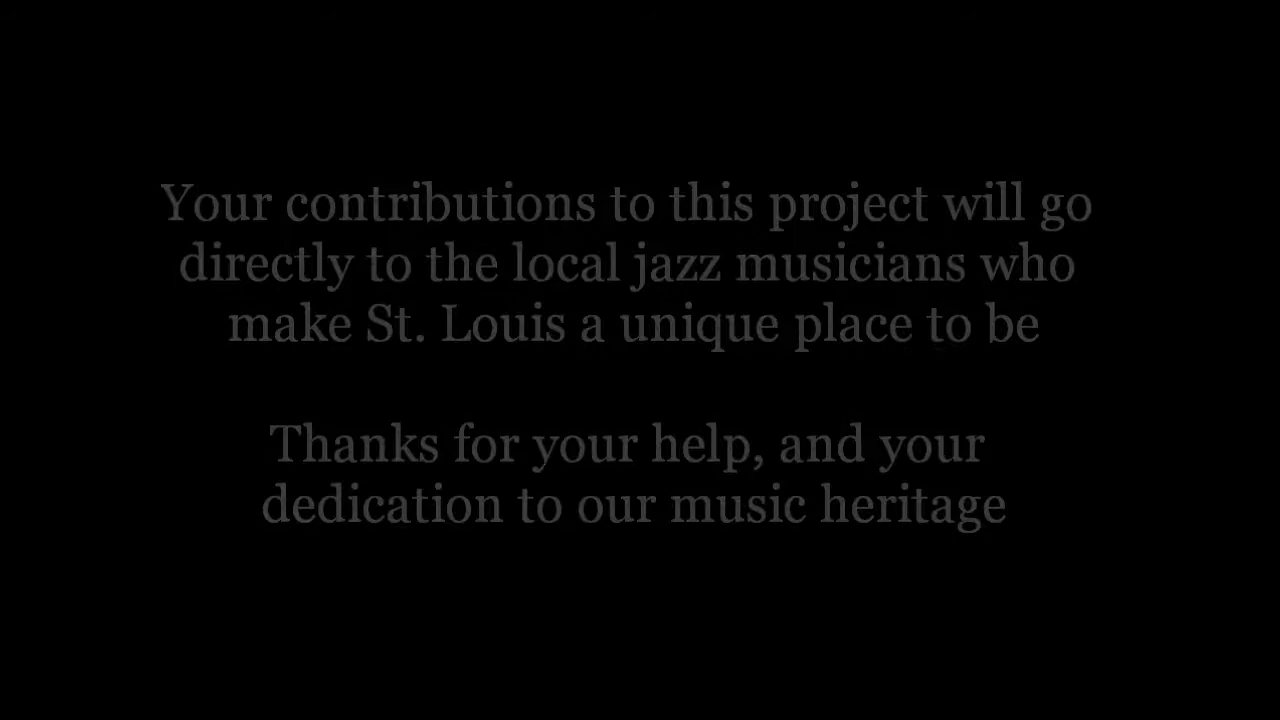 Your contributions to this project will go
directly to the local jazz musicians who
make St. Louis a unique place to be
Thanks for your help, and your
dedication to our music heritage